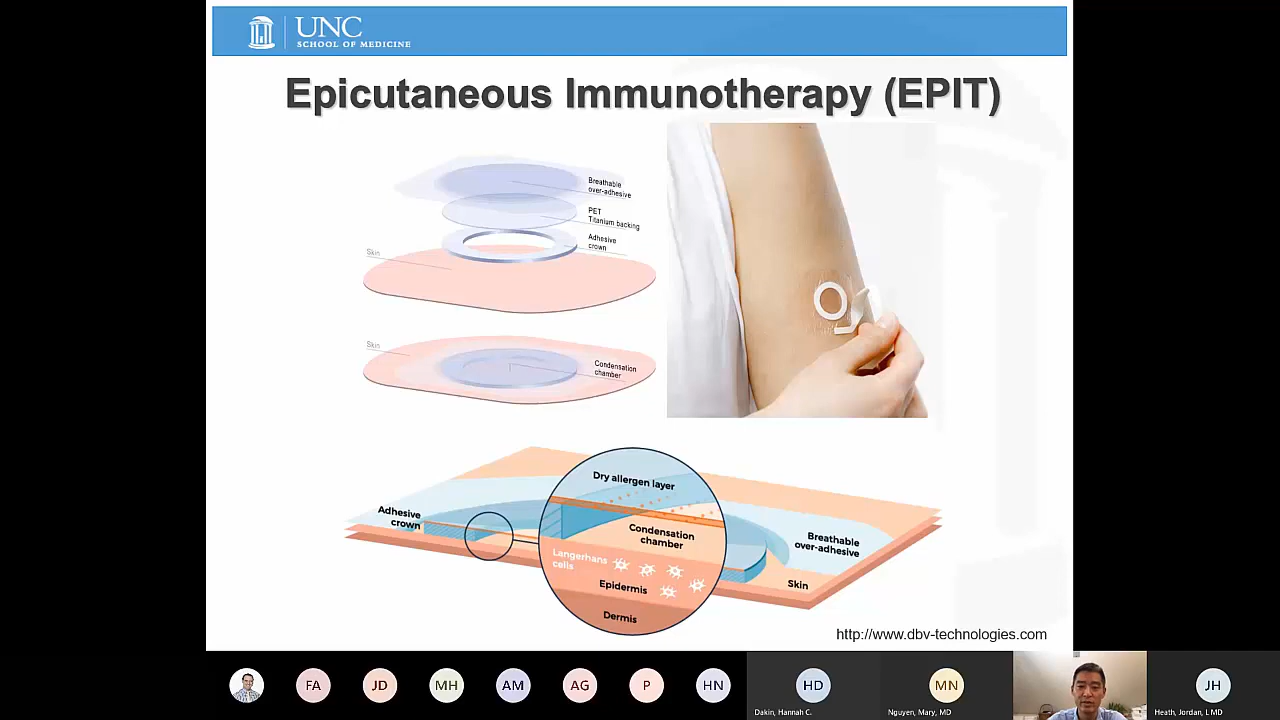 UNC
SCHOOL OF MEDICINE
Epicutaneous Immunotherapy (EPIT)
Breathable
over-adhesive
PET
Titanium backing
Adhesive
crown
Skin
Skin
Condensation
chamber
Dry allergen layer
Adhesive
crown
Condensation
chamber
Breathable
over-adhesive
Langerhans
cells
Epidermis
Skin
Dermis
http://www.dbv-technologies.com
FA
JD
MH
AM
AG
P
HN
HD
MN
JH
Dakin, Hannah C.
Nguyen, Mary, MD
Heath, Jordan, L MD